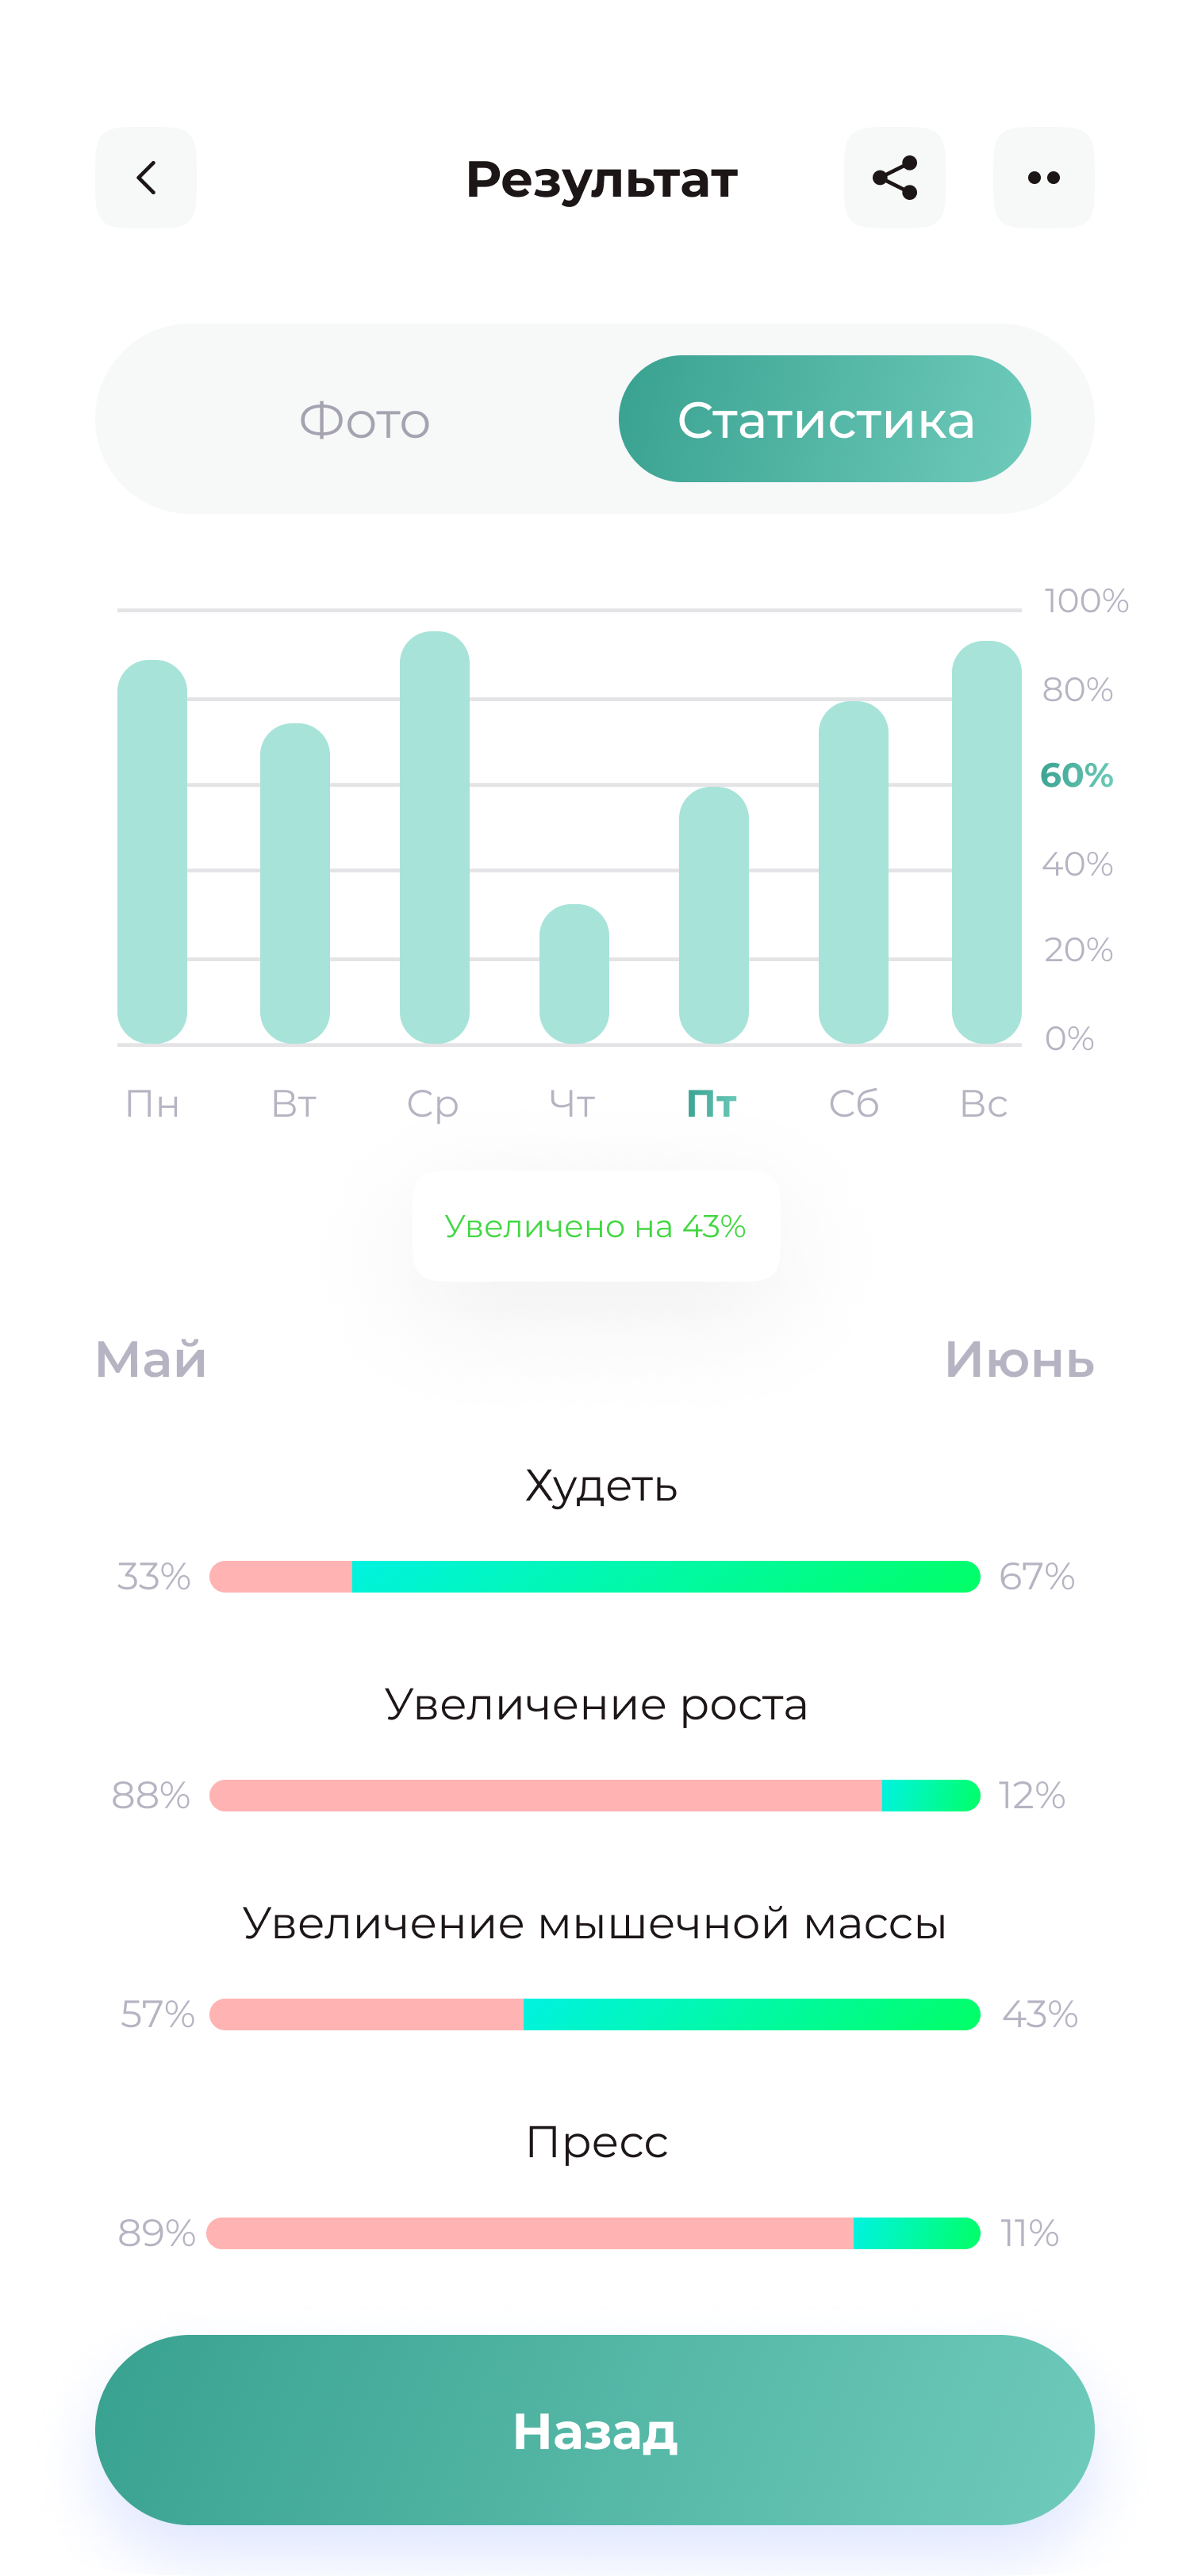 Результат
Фото
Статистика
100%
80%
60%
40%
20%
0%
Пн Вт Ср Чт Пт Сб Вс
Увеличено на 43%
Май
Июнь
Худеть
33%
67%
Увеличение роста
88%
12%
Увеличение мышечной массы
57%
43%
Пресс
89%
11%
Назад